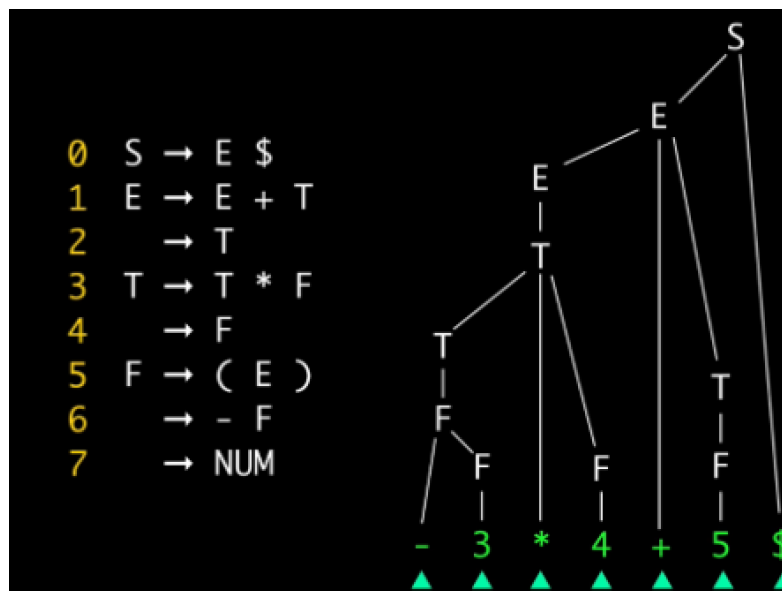 S
E
0 S → E $
1 E → E + T
E
2 → T
T
3 T → T * F
4 → F
T
5 F → ( E )
T
6 → - F
F
7 → NUM
F F F
- 3 * 4 + 5 $